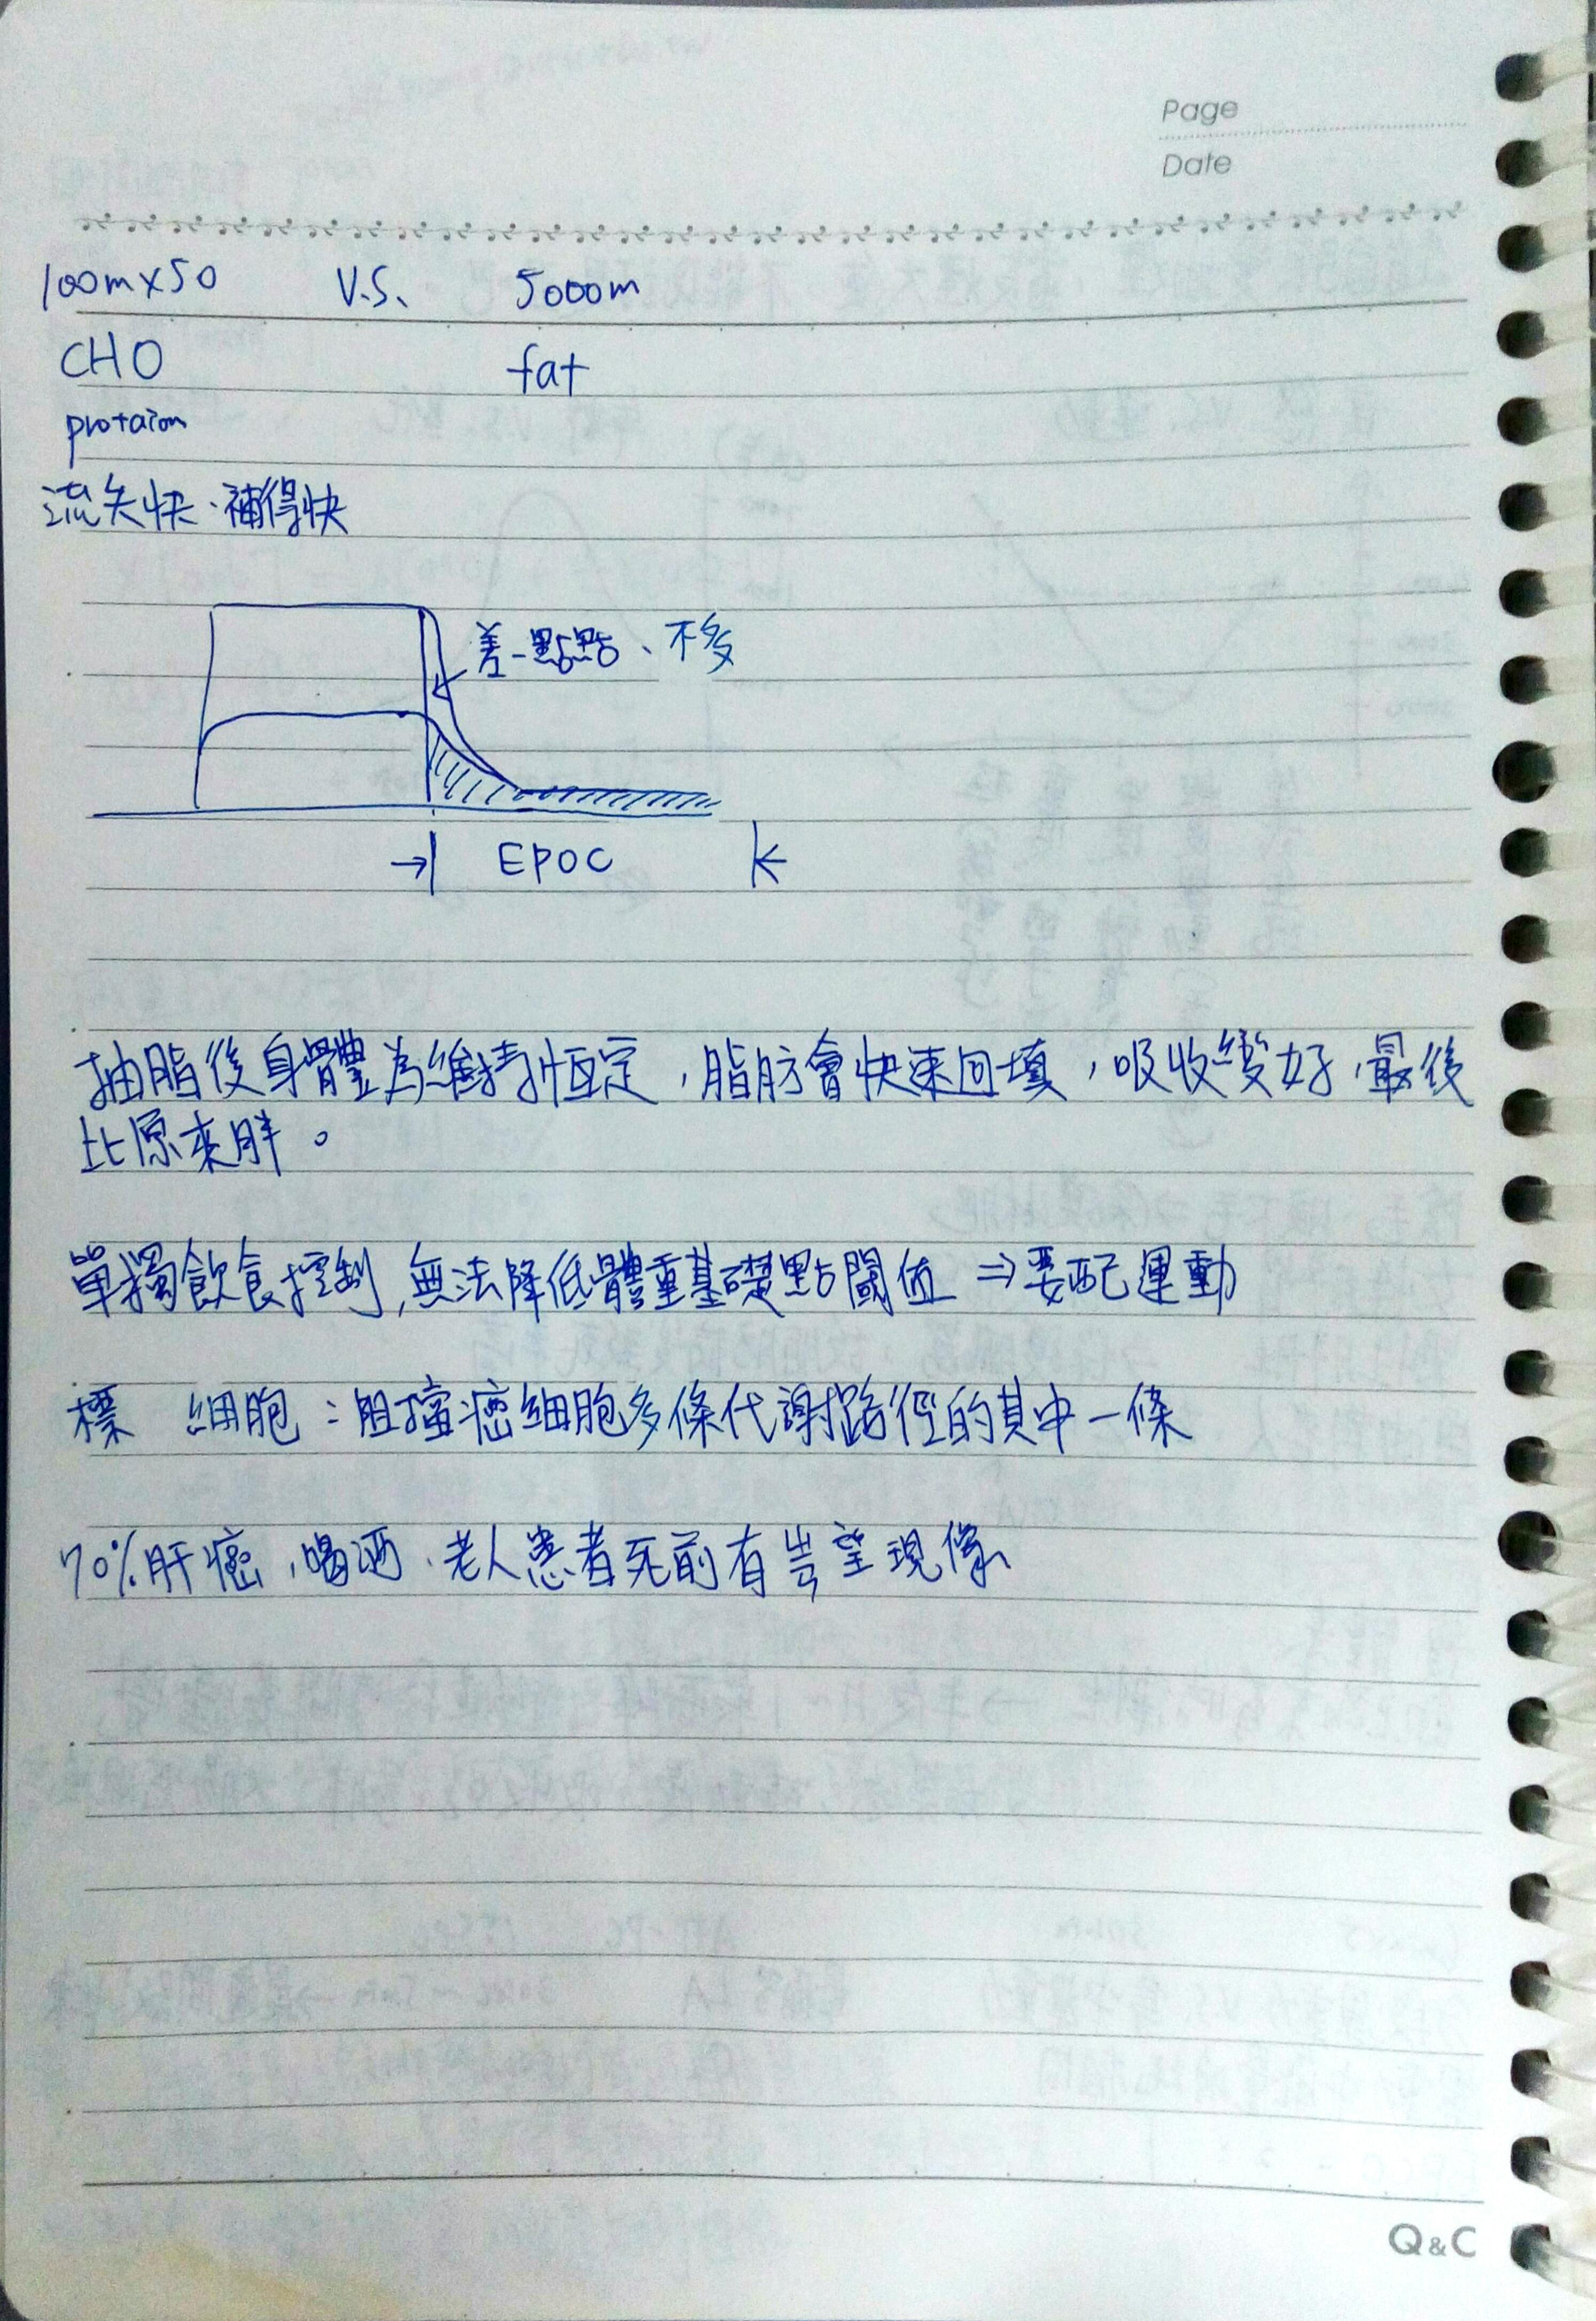 Page
Date
100m×50 V.S. 5000m
CHO fat
protaion
流失快、補得快
差一點點、不多
EPOC
抽脂後身體為維持恆定,脂肪會快速回填,吸收變好,最後
比原來胖。
單獨飲食控制,無法降低體重基礎點閾值 ⇒要配運動
標 細胞:阻擋癌細胞多條代謝路徑的其中一條
70%肝癌、喝酒、老人患者死前有 望現像
Q&C